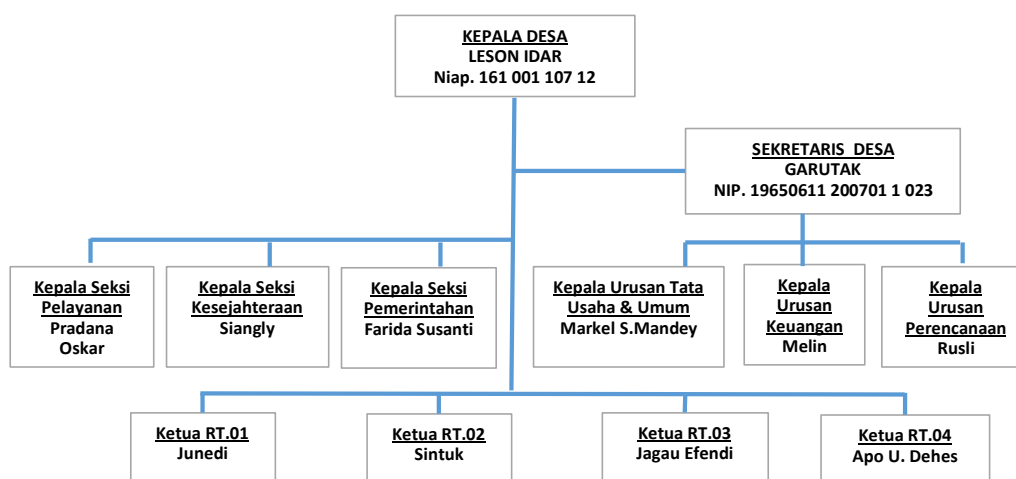 KEPALA DESA
LESON IDAR
Niap. 161 001 107 12
SEKRETARIS DESA
GARUTAK
NIP. 19650611 200701 1 023
Kepala Seksi
Pelayanan
Pradana
Oskar
Kepala Seksi
Kesejahteraan
Siangly
Kepala Seksi
Pemerintahan
Farida Susanti
Kepala Urusan Tata
Usaha & Umum
Markel S.Mandey
Kepala
Urusan
Keuangan
Melin
Kepala
Urusan
Perencanaan
Rusli
Ketua RT.01
Junedi
Ketua RT.02
Sintuk
Ketua RT.03
Jagau Efendi
Ketua RT.04
Apo U. Dehes